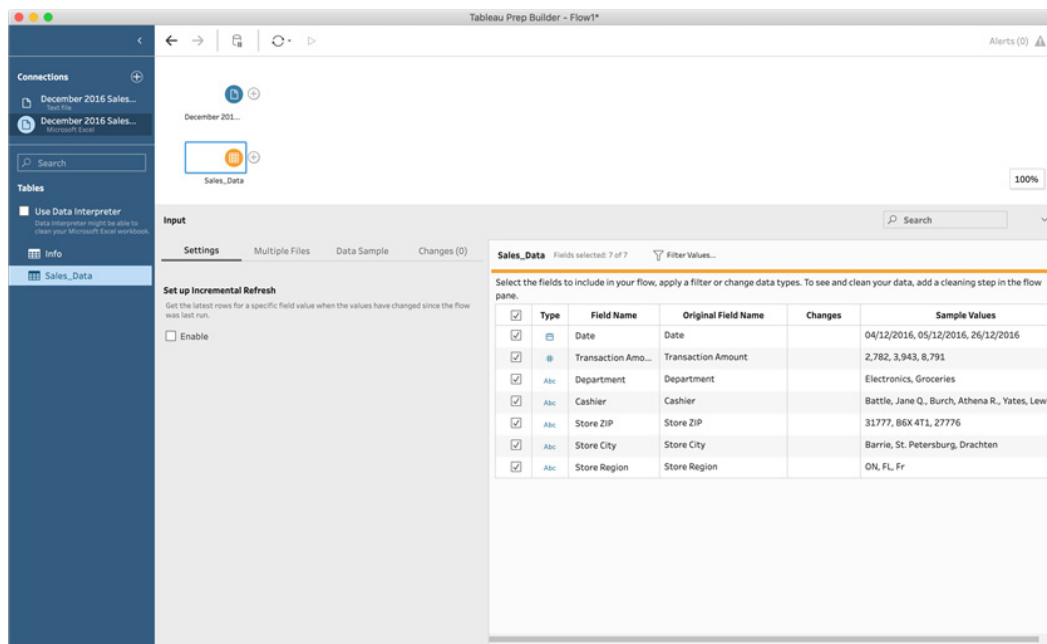 Tableau Prep Builder - Flow1*
Alerts (0)
Connections
December 2016 Sales...
Text file
December 2016 Sales...
Microsoft Excel
Search
Tables
Use Data Interpreter
Data Interpreter might be able to
clean your Microsoft Excel workbook.
Info
Sales_Data
December 201...
Sales_Data
100%
Input
Search
Settings Multiple Files Data Sample Changes (0)
Set up Incremental Refresh
Get the latest rows for a specific field value when the values have changed since the flow
was last run.
Enable
Sales_Data Fields selected: 7 of 7 Filter Values...
Select the fields to include in your flow, apply a filter or change data types. To see and clean your data, add a cleaning step in the flow
pane.
Type Field Name Original Field Name Changes Sample Values
Date Date 04/12/2016, 05/12/2016, 26/12/2016
# Transaction Amo... Transaction Amount 2,782, 3,943, 8,791
Abc Department Department Electronics, Groceries
Abc Cashier Cashier Battle, Jane Q., Burch, Athena R., Yates, Lew
Abc Store ZIP Store ZIP 31777, B6X 4T1, 27776
Abc Store City Store City Barrie, St. Petersburg, Drachten
Abc Store Region Store Region ON, FL, Fr